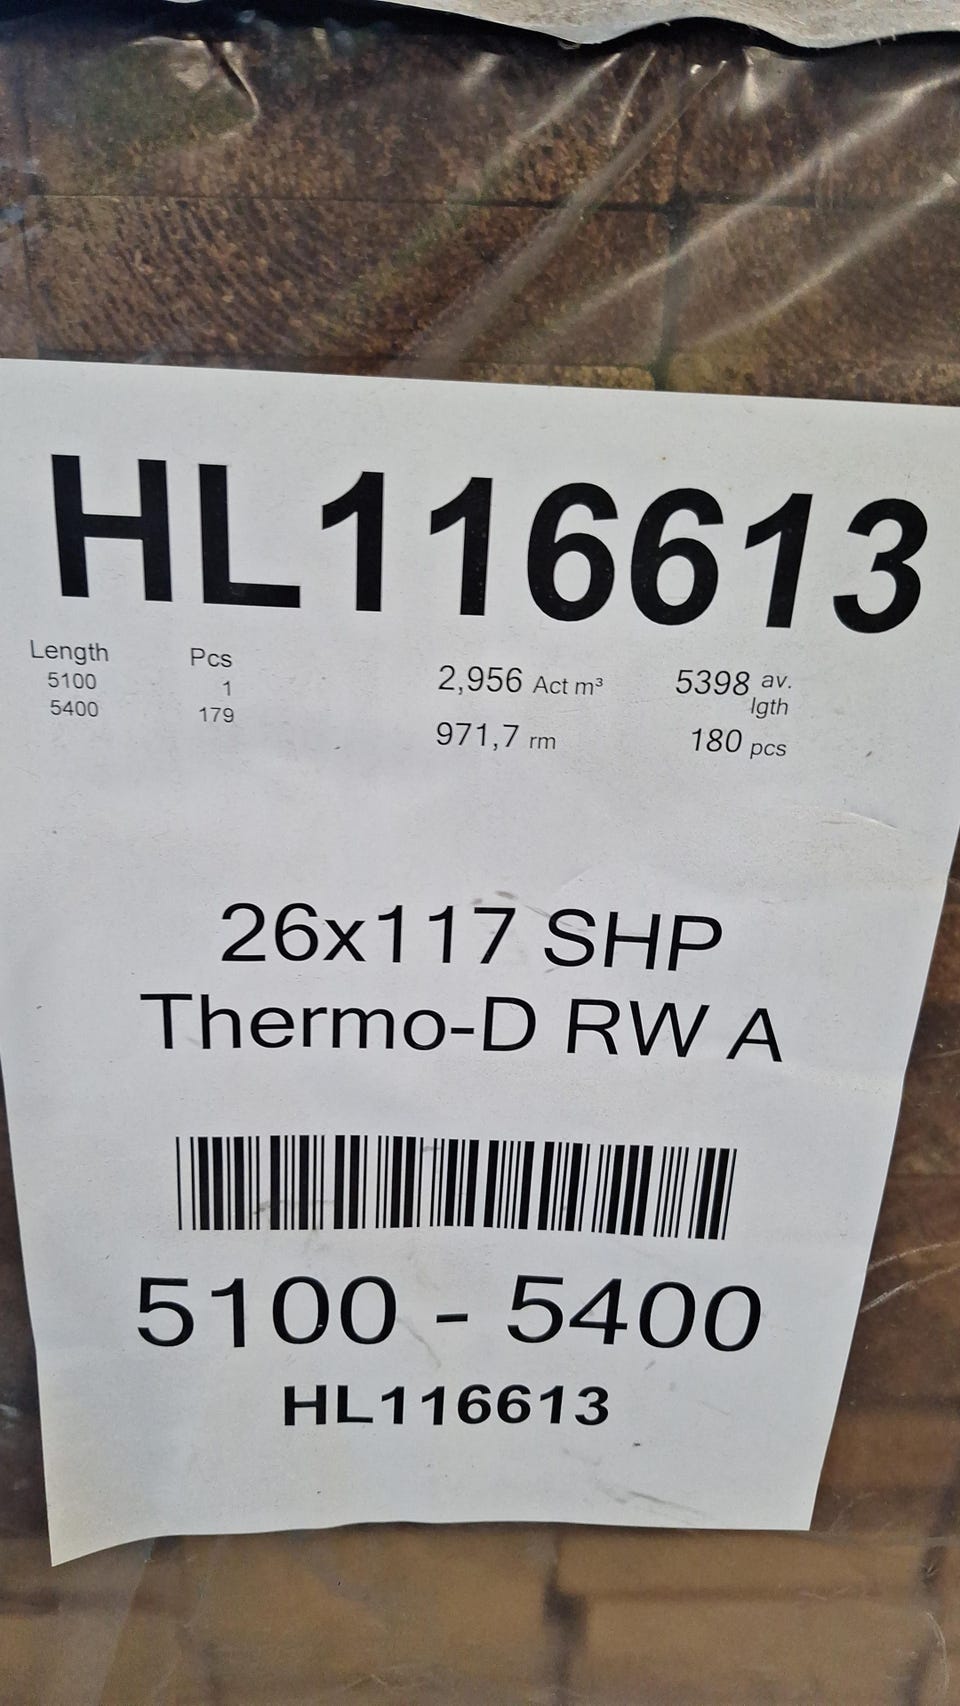 HL116613
Length Pcs
5100 1
5400 179
2,956 Act m³
971,7 rm
5398 av. lgth
180 pcs
26x117 SHP
Thermo-D RW A
5100 - 5400
HL116613